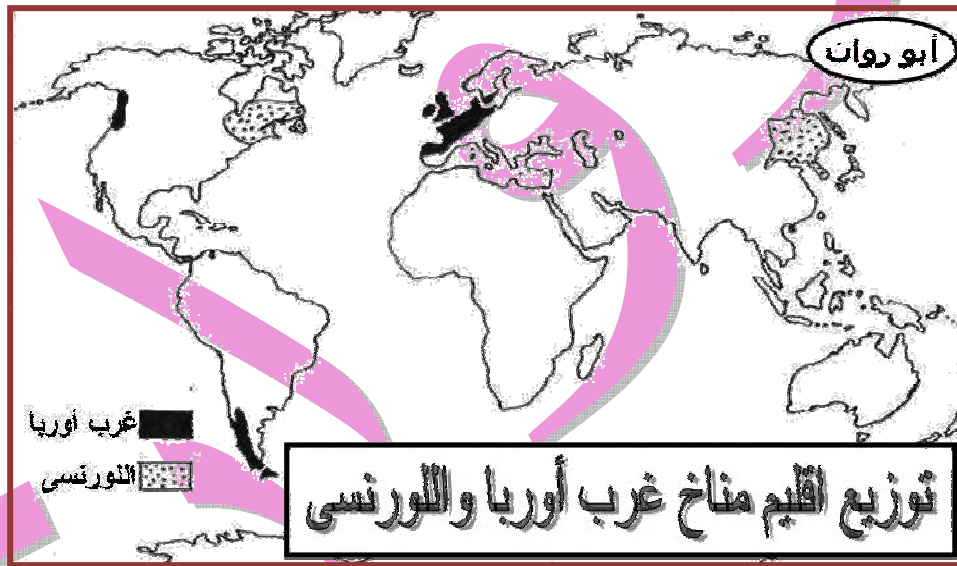 أبو روان
غرب أوربا
اللورنسى
توزيع اقليم مناخ غرب أوربا واللورنسى